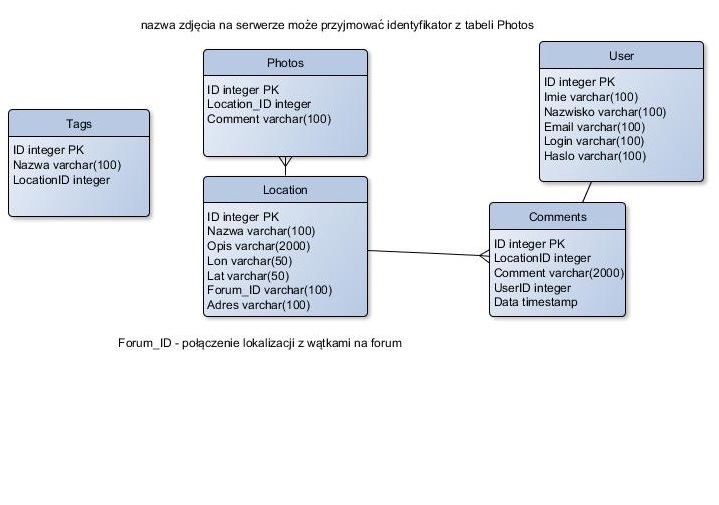 nazwa zdjęcia na serwerze może przyjmować identyfikator z tabeli Photos
Tags
ID integer PK
Nazwa varchar(100)
LocationID integer
Photos
ID integer PK
Location_ID integer
Comment varchar(100)
Location
ID integer PK
Nazwa varchar(100)
Opis varchar(2000)
Lon varchar(50)
Lat varchar(50)
Forum_ID varchar(100)
Adres varchar(100)
User
ID integer PK
Imie varchar(100)
Nazwisko varchar(100)
Email varchar(100)
Login varchar(100)
Haslo varchar(100)
Comments
ID integer PK
LocationID integer
Comment varchar(2000)
UserID integer
Data timestamp
Forum_ID - połączenie lokalizacji z wątkami na forum